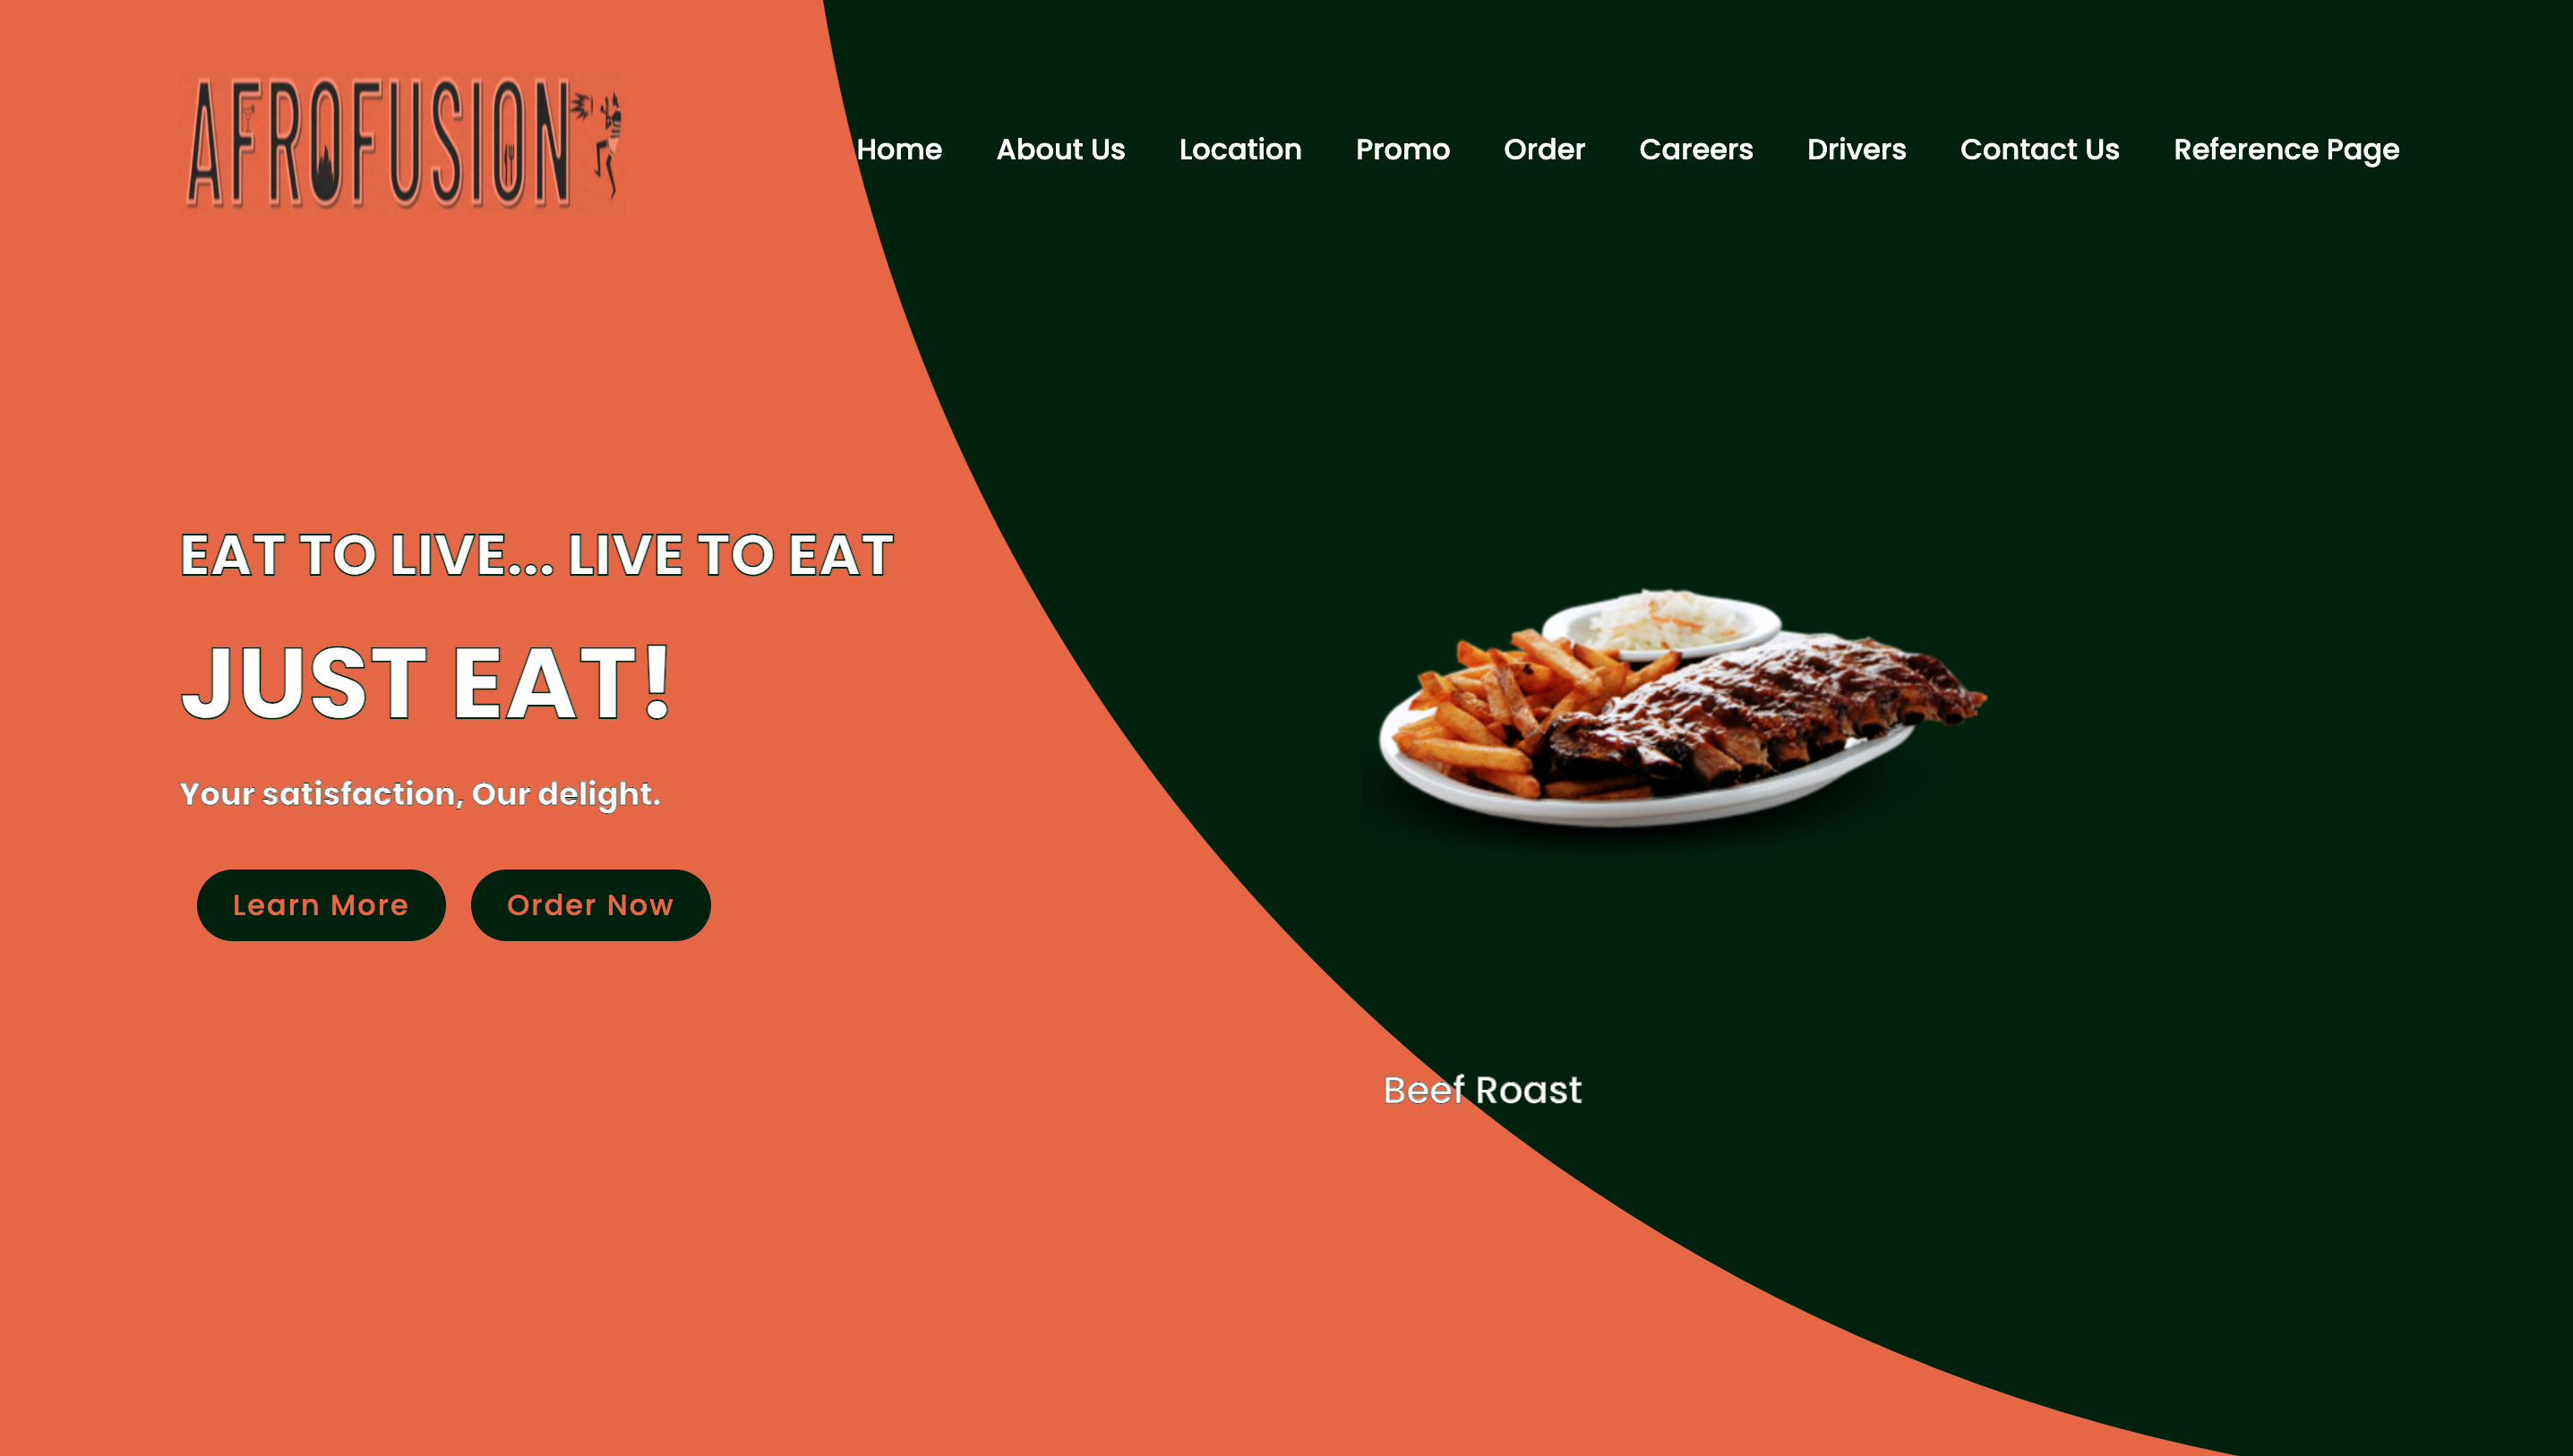 AFROFUSION
Home About Us Location Promo Order Careers Drivers Contact Us Reference Page
EAT TO LIVE... LIVE TO EAT
JUST EAT!
Your satisfaction, Our delight.
Learn More Order Now
Beef Roast